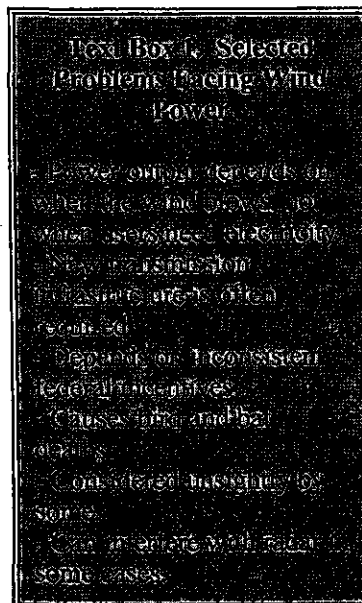 Text Box 1. Selected
Problems Facing Wind
Power
- Power output depends on
when the wind blows, not
when users need electricity
- New transmission
infrastructure is often
required
- Depends on inconsistent
federal incentives
- Causes bird and bat
deaths
- Considered unsightly by
some
- Can interfere with radar in
some cases